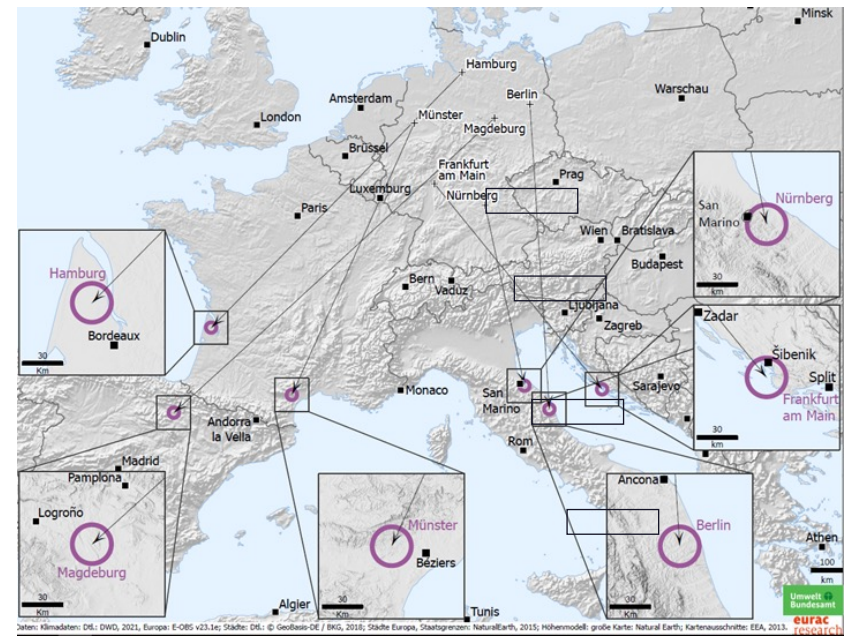 Dublin
Minsk
Hamburg
Berlin
Warschau
Amsterdam
London
Münster
Magdeburg
Brüssel
Frankfurt
am Main
Prag
Luxemburg
Nürnberg
Paris
San
Marino
Nürnberg
30
km
Wien
Bratislava
Budapest
Bern
Vaduz
Hamburg
Bordeaux
30
Km
Ljubljana
Zagreb
Zadar
Šibenik
Split
Frankfurt
am Main
30
km
Monaco
San
Marino
Sarajevo
Andorra
la Vella
Rom
Madrid
Pamplona
Logroño
Magdeburg
30
Km
Münster
Béziers
30
Km
Ancona
Berlin
30
Km
Athen
100
km
Algier
Tunis
Umwelt
Bundesamt
eurac
research
Daten: Klimadaten: Dtl.: DWD, 2021, Europa: E-OBS v23.1e; Städte: Dtl.: © GeoBasis-DE / BKG, 2018; Städte Europa, Staatsgrenzen: NaturalEarth, 2015; Höhenmodell: große Karte: Natural Earth; Kartenausschnitte: EEA, 2013.